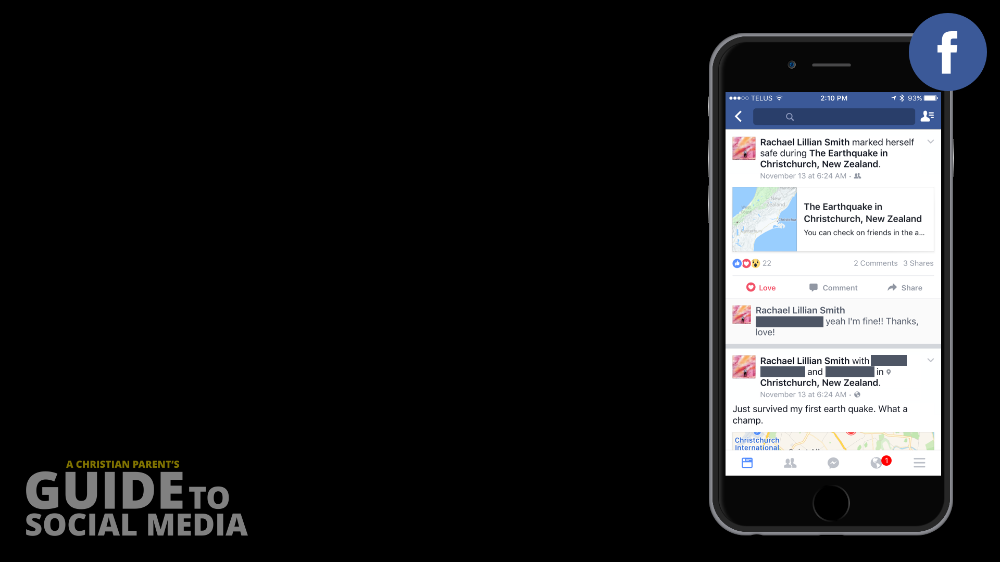 f
TELUS 2:10 PM 93%
Rachael Lillian Smith marked herself
safe during The Earthquake in
Christchurch, New Zealand.
November 13 at 6:24 AM ·
New
Zealand
West
Coast
Christchur
Canterbury
The Earthquake in
Christchurch, New Zealand
You can check on friends in the a...
22 2 Comments 3 Shares
Love Comment Share
Rachael Lillian Smith
yeah I'm fine!! Thanks,
love!
Rachael Lillian Smith with
and in
Christchurch, New Zealand.
November 13 at 6:24 AM ·
Just survived my first earth quake. What a
champ.
Christchurch
International
1
A CHRISTIAN PARENT'S
GUIDE TO
SOCIAL MEDIA